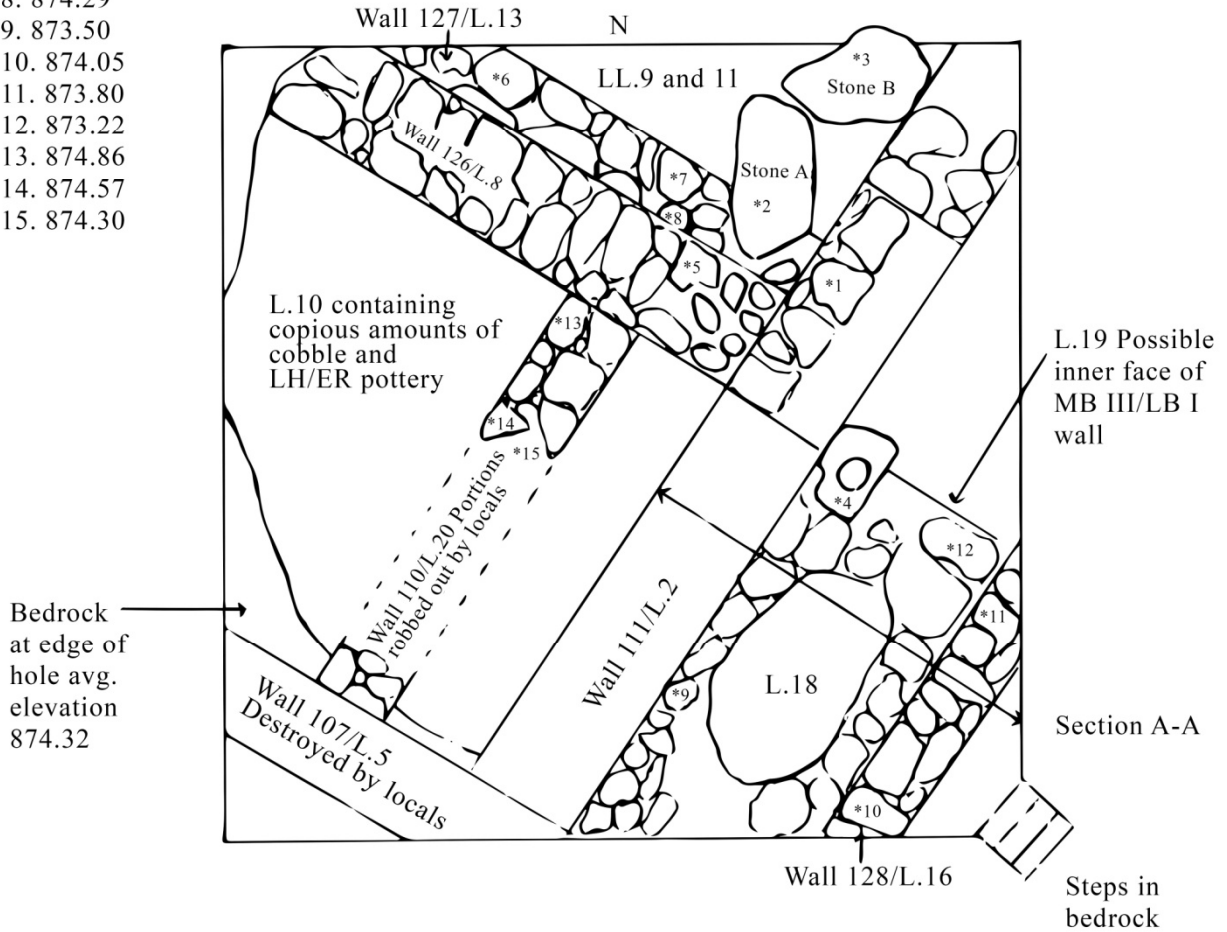 8. 874.29
9. 873.50
10. 874.05
11. 873.80
12. 873.22
13. 874.86
14. 874.57
15. 874.30
Wall 127/L.13
N
*3
Stone B
*6
LL.9 and 11
Wall 126/L.8
*7
Stone A
*2
*8
*5
*1
L.10 containing
copious amounts of
cobble and
LH/ER pottery
*13
*14
*15
L.19 Possible
inner face of
MB III/LB I
wall
*4
*12
*11
Wall 110/L.20 Portions
robbed out by locals
Wall 111/L.2
Bedrock
at edge of
hole avg.
elevation
874.32
*9
L.18
Wall 107/L.5
Destroyed by locals
Section A-A
*10
Wall 128/L.16
Steps in
bedrock